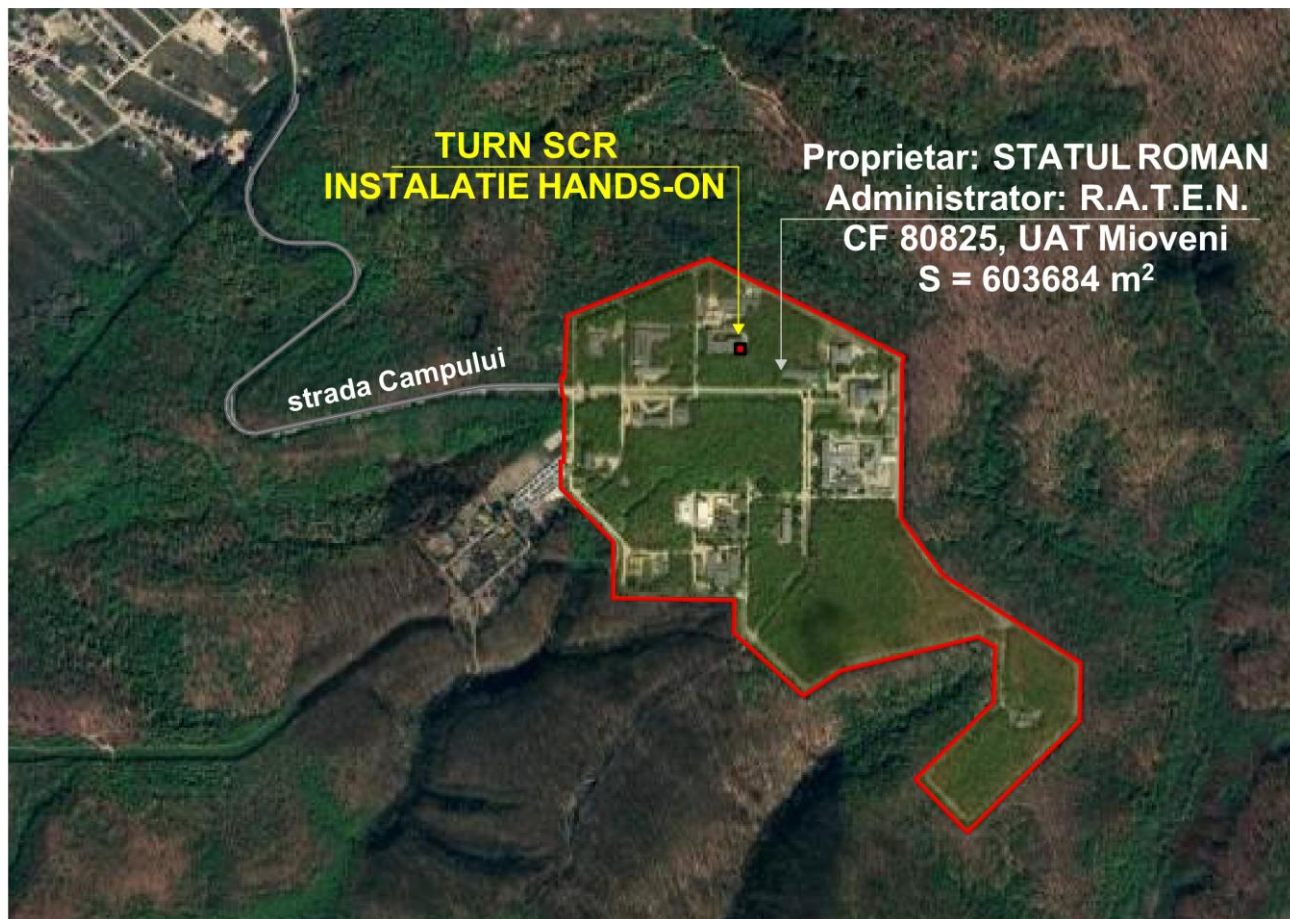 TURN SCR
INSTALATIE HANDS-ON
Proprietar: STATUL ROMAN
Administrator: R.A.T.E.N.
CF 80825, UAT Mioveni
S = 603684 m²
strada Campului